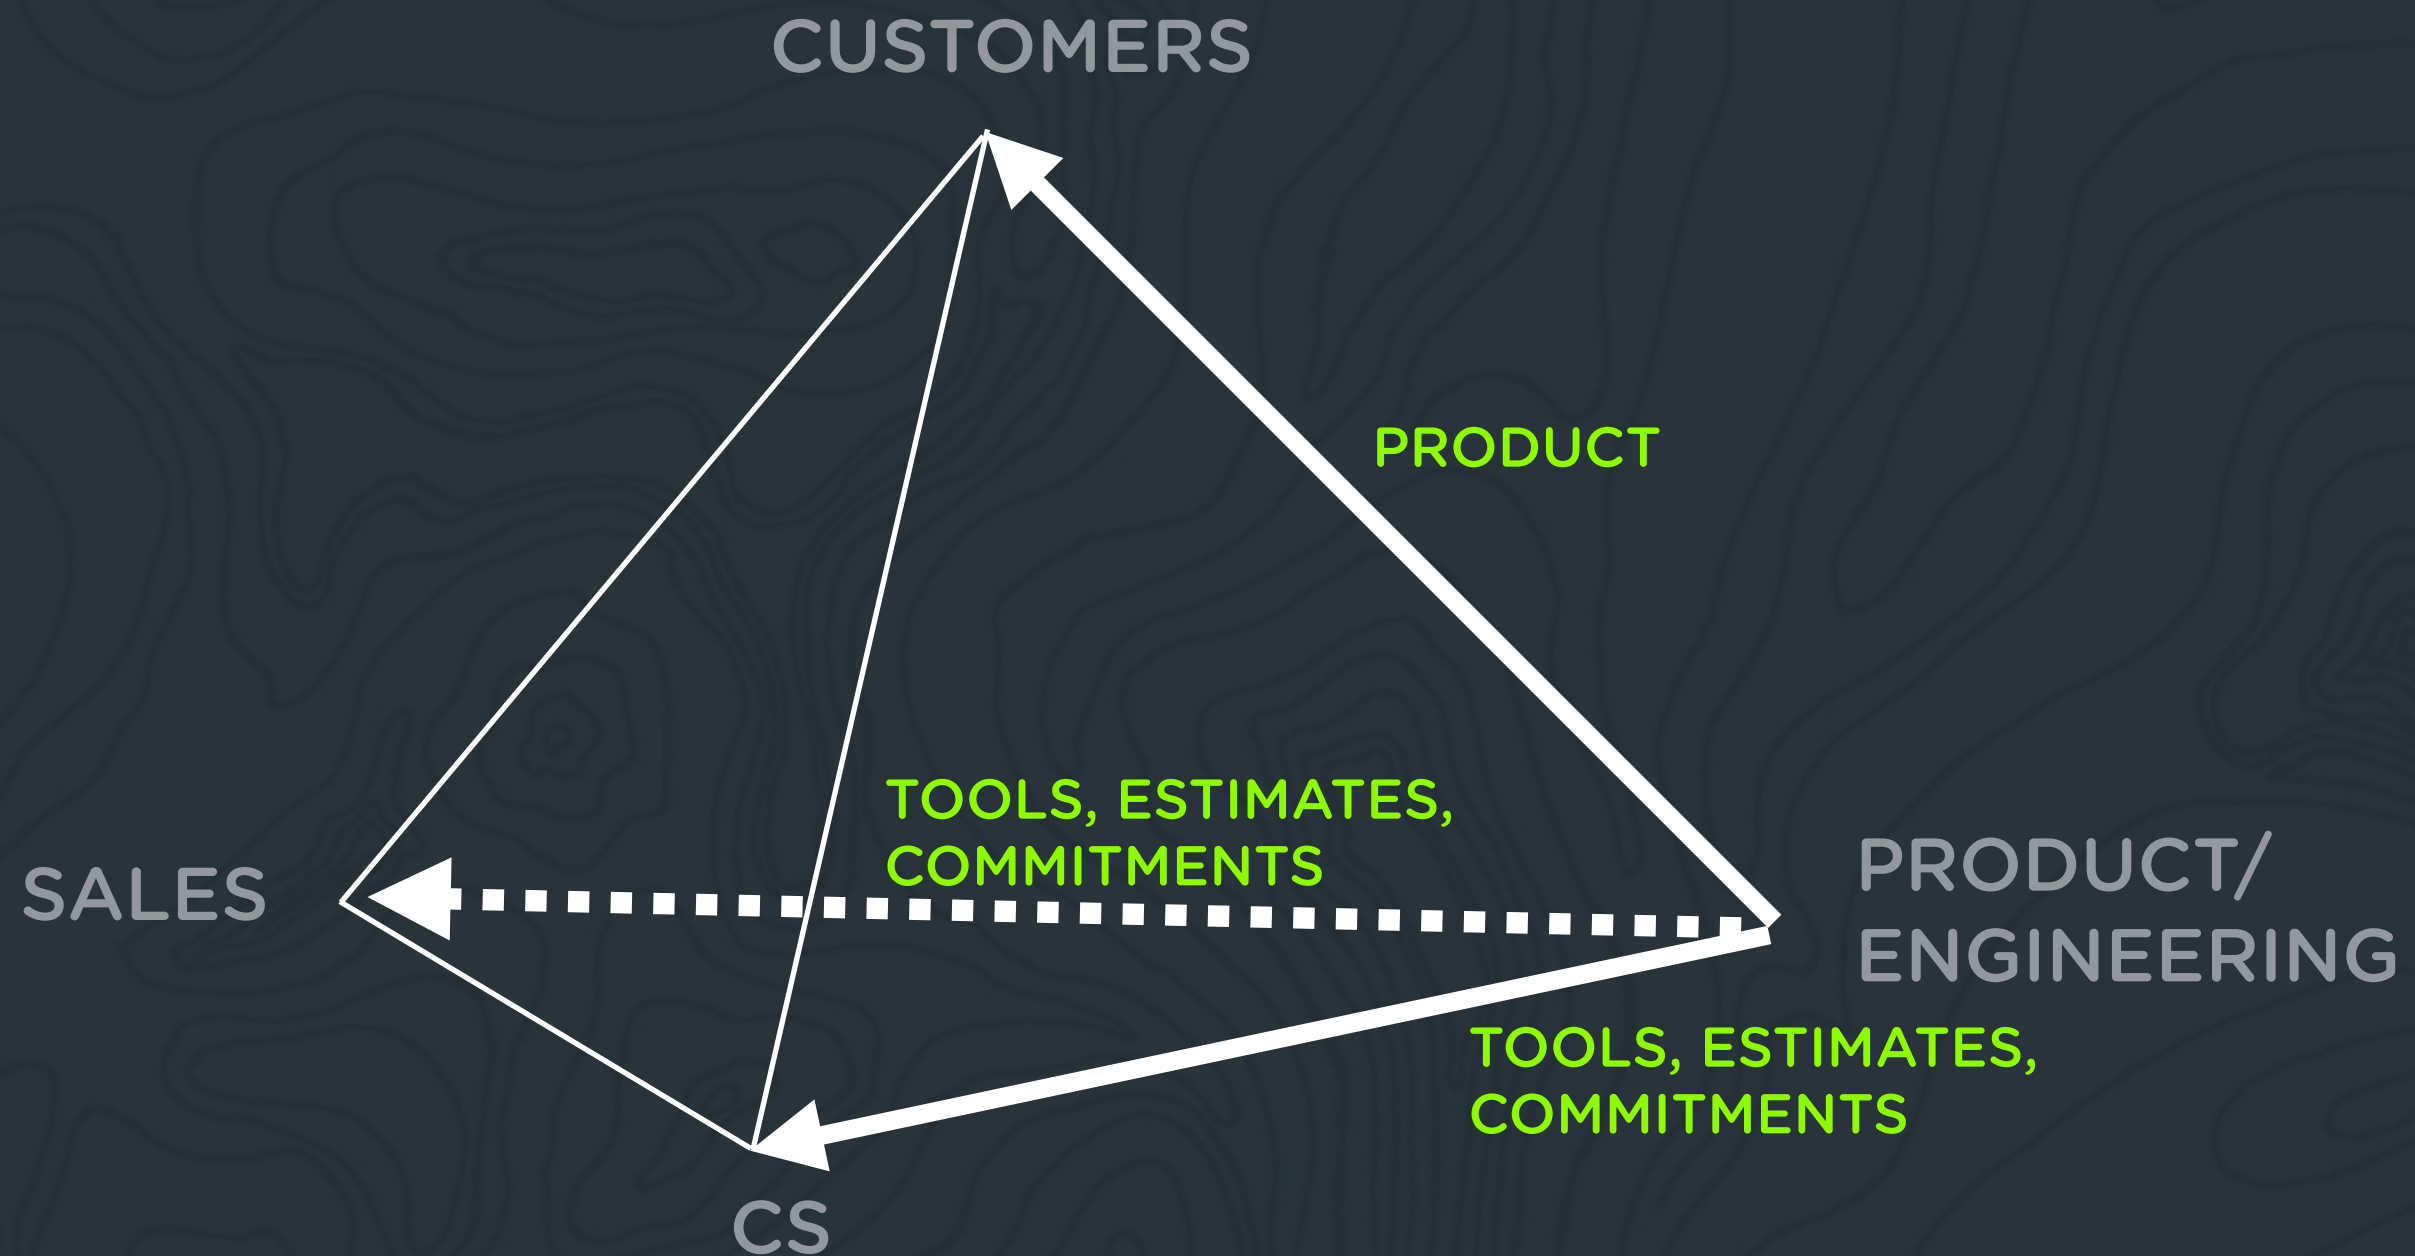 CUSTOMERS
PRODUCT
TOOLS, ESTIMATES,
COMMITMENTS
SALES
PRODUCT/
ENGINEERING
TOOLS, ESTIMATES,
COMMITMENTS
CS